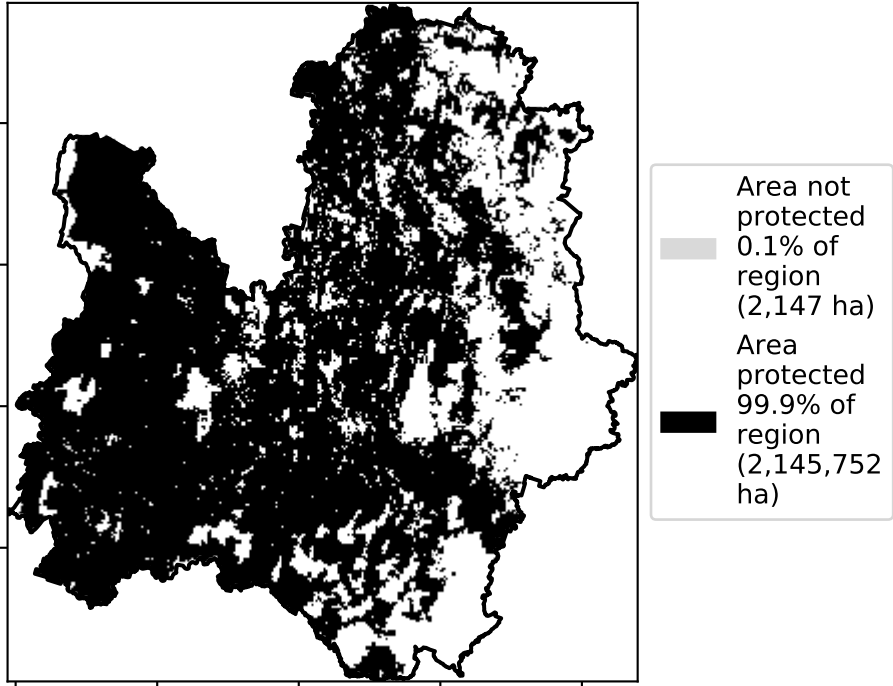 Area not
protected
0.1% of
region
(2,147 ha)
Area
protected
99.9% of
region
(2,145,752
ha)